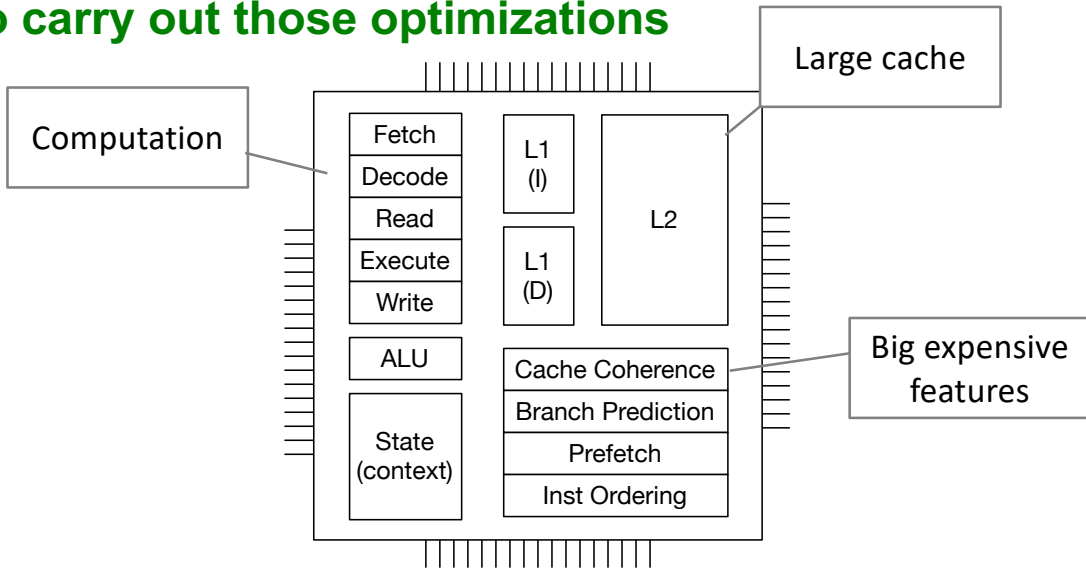 o carry out those optimizations
Large cache
Computation
Fetch
Decode
Read
Execute
Write
ALU
State
(context)
L1
(I)
L1
(D)
L2
Cache Coherence
Branch Prediction
Prefetch
Inst Ordering
Big expensive
features